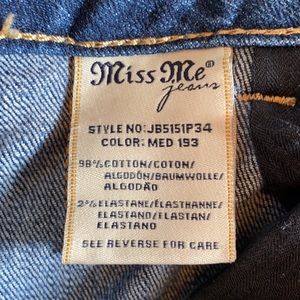 Miss Me
jeans
STYLE NO: JB5151P34
COLOR: MED 193
98% COTTON/COTON/
ALGODÓN/BAUMWOLLE/
ALGODÃO
2% ELASTANE/ÉLASTHANNE/
ELASTANO/ELASTAN/
ELASTANO
SEE REVERSE FOR CARE